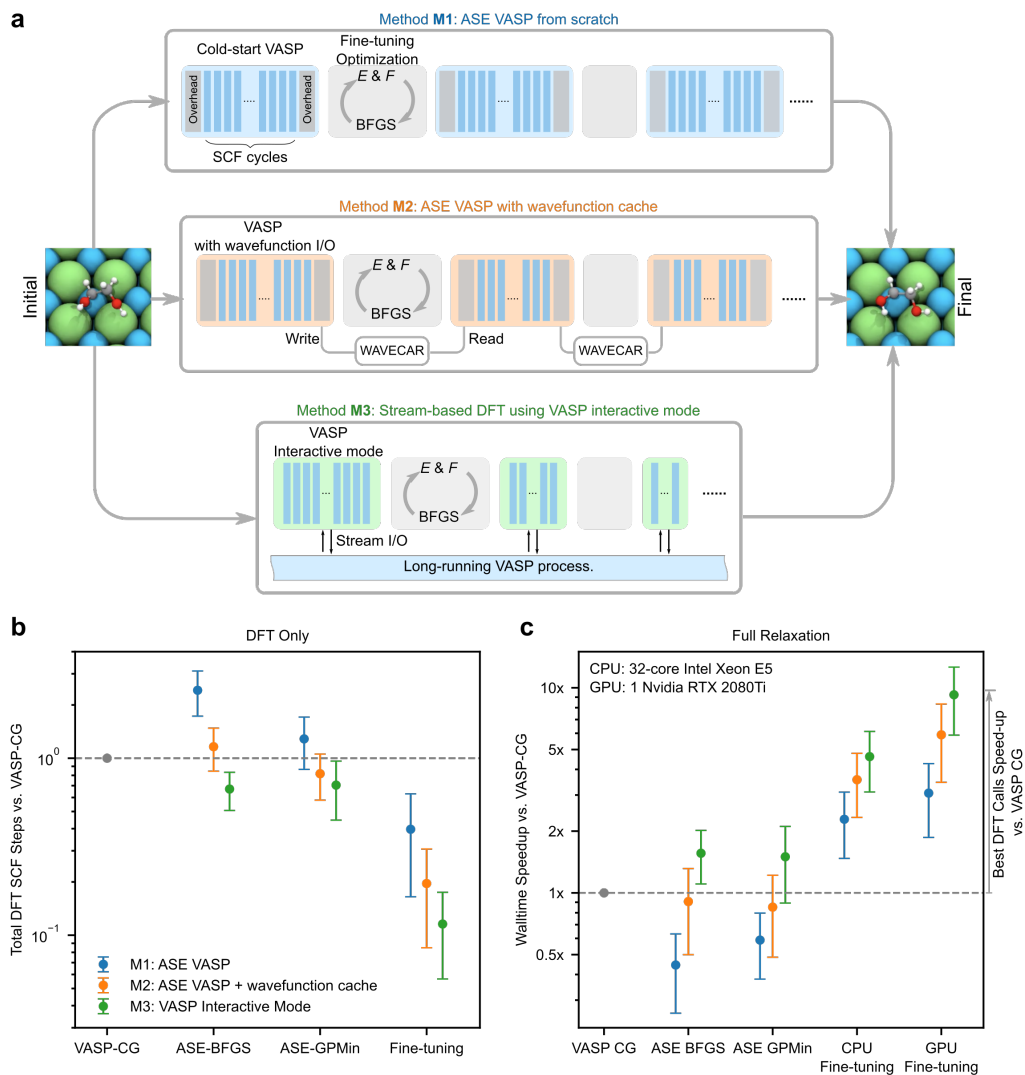 a
Method M1: ASE VASP from scratch
Cold-start VASP
Fine-tuning
Optimization
Overhead
....
Overhead
E & F
BFGS
....
....
......
SCF cycles
Method M2: ASE VASP with wavefunction cache
VASP
with wavefunction I/O
....
E & F
BFGS
....
....
......
Write
WAVECAR
Read
WAVECAR
Initial
Final
Method M3: Stream-based DFT using VASP interactive mode
VASP
Interactive mode
...
E & F
BFGS
...
...
......
Stream I/O
Long-running VASP process.
b
DFT Only
Total DFT SCF Steps vs. VASP-CG
10^0
10^-1
M1: ASE VASP
M2: ASE VASP + wavefunction cache
M3: VASP Interactive Mode
VASP-CG
ASE-BFGS
ASE-GPMin
Fine-tuning
c
Full Relaxation
CPU: 32-core Intel Xeon E5
GPU: 1 Nvidia RTX 2080Ti
Walltime Speedup vs. VASP-CG
10x
5x
2x
1x
0.5x
Best DFT Calls Speed-up
vs. VASP CG
VASP CG
ASE BFGS
ASE GPMin
CPU
Fine-tuning
GPU
Fine-tuning